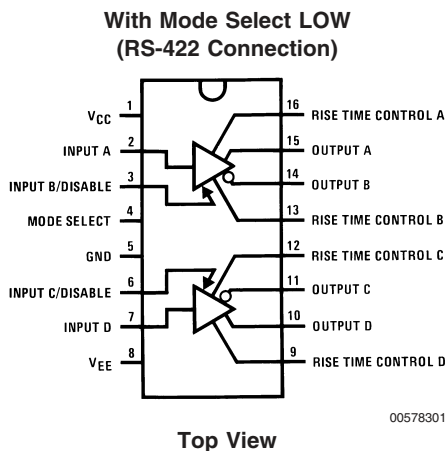 With Mode Select LOW
(RS-422 Connection)
1 VCC
2 INPUT A
3 INPUT B/DISABLE
4 MODE SELECT
5 GND
6 INPUT C/DISABLE
7 INPUT D
8 VEE
16 RISE TIME CONTROL A
15 OUTPUT A
14 OUTPUT B
13 RISE TIME CONTROL B
12 RISE TIME CONTROL C
11 OUTPUT C
10 OUTPUT D
9 RISE TIME CONTROL D
00578301
Top View